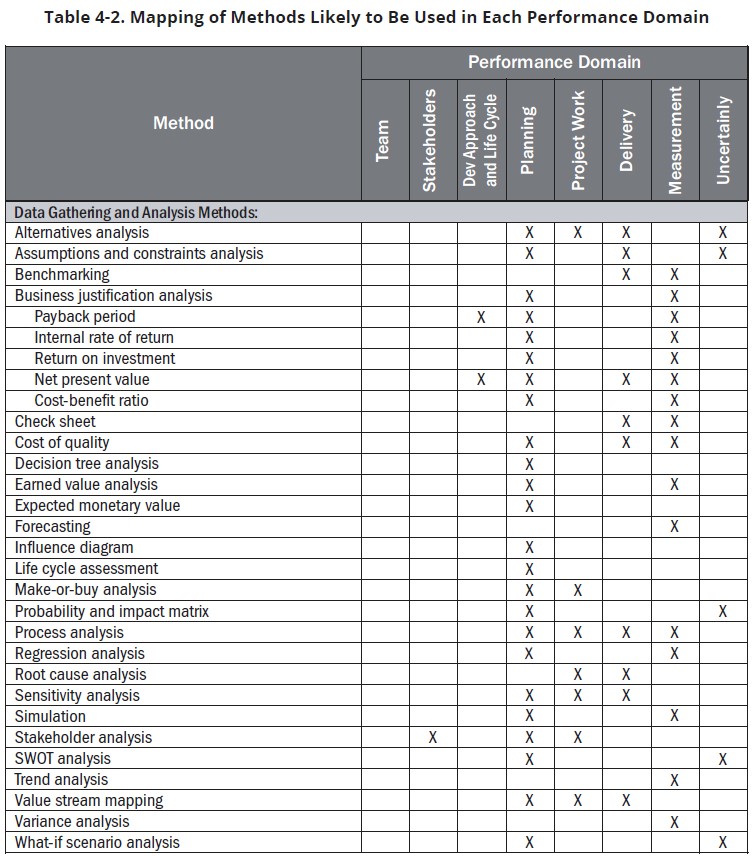 Table 4-2. Mapping of Methods Likely to Be Used in Each Performance Domain
Performance Domain
Method
Team
Stakeholders
Dev Approach
and Life Cycle
Planning
Project Work
Delivery
Measurement
Uncertainly
Data Gathering and Analysis Methods:
Alternatives analysis X X X X
Assumptions and constraints analysis X X X
Benchmarking X X
Business justification analysis X X
Payback period X X X
Internal rate of return X X
Return on investment X X
Net present value X X X X
Cost-benefit ratio X X
Check sheet X X
Cost of quality X X X
Decision tree analysis X
Earned value analysis X X
Expected monetary value X
Forecasting X
Influence diagram X
Life cycle assessment X
Make-or-buy analysis X X
Probability and impact matrix X X
Process analysis X X X X
Regression analysis X X
Root cause analysis X X
Sensitivity analysis X X X
Simulation X X
Stakeholder analysis X X X
SWOT analysis X X
Trend analysis X
Value stream mapping X X X
Variance analysis X
What-if scenario analysis X X